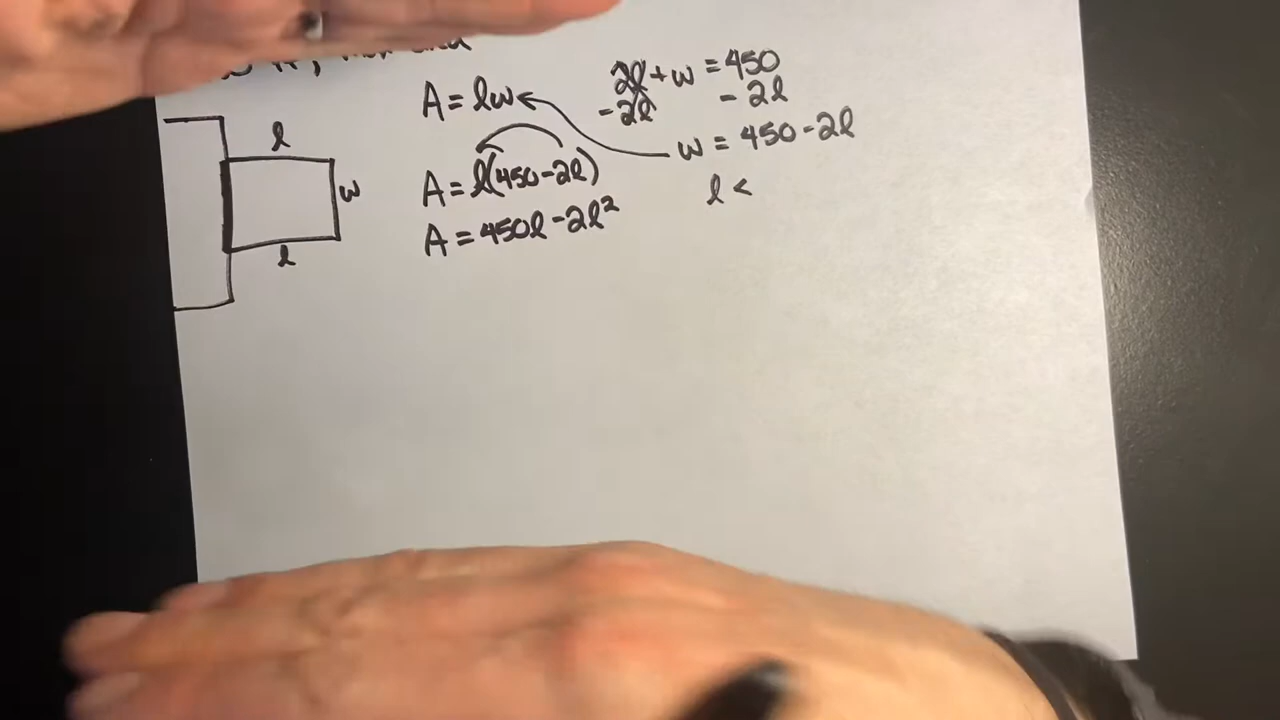 A = lw
2l + w = 450
-2l - 2l
w = 450 - 2l
l <
A = l(450 - 2l)
A = 450l - 2l²
l
w
l